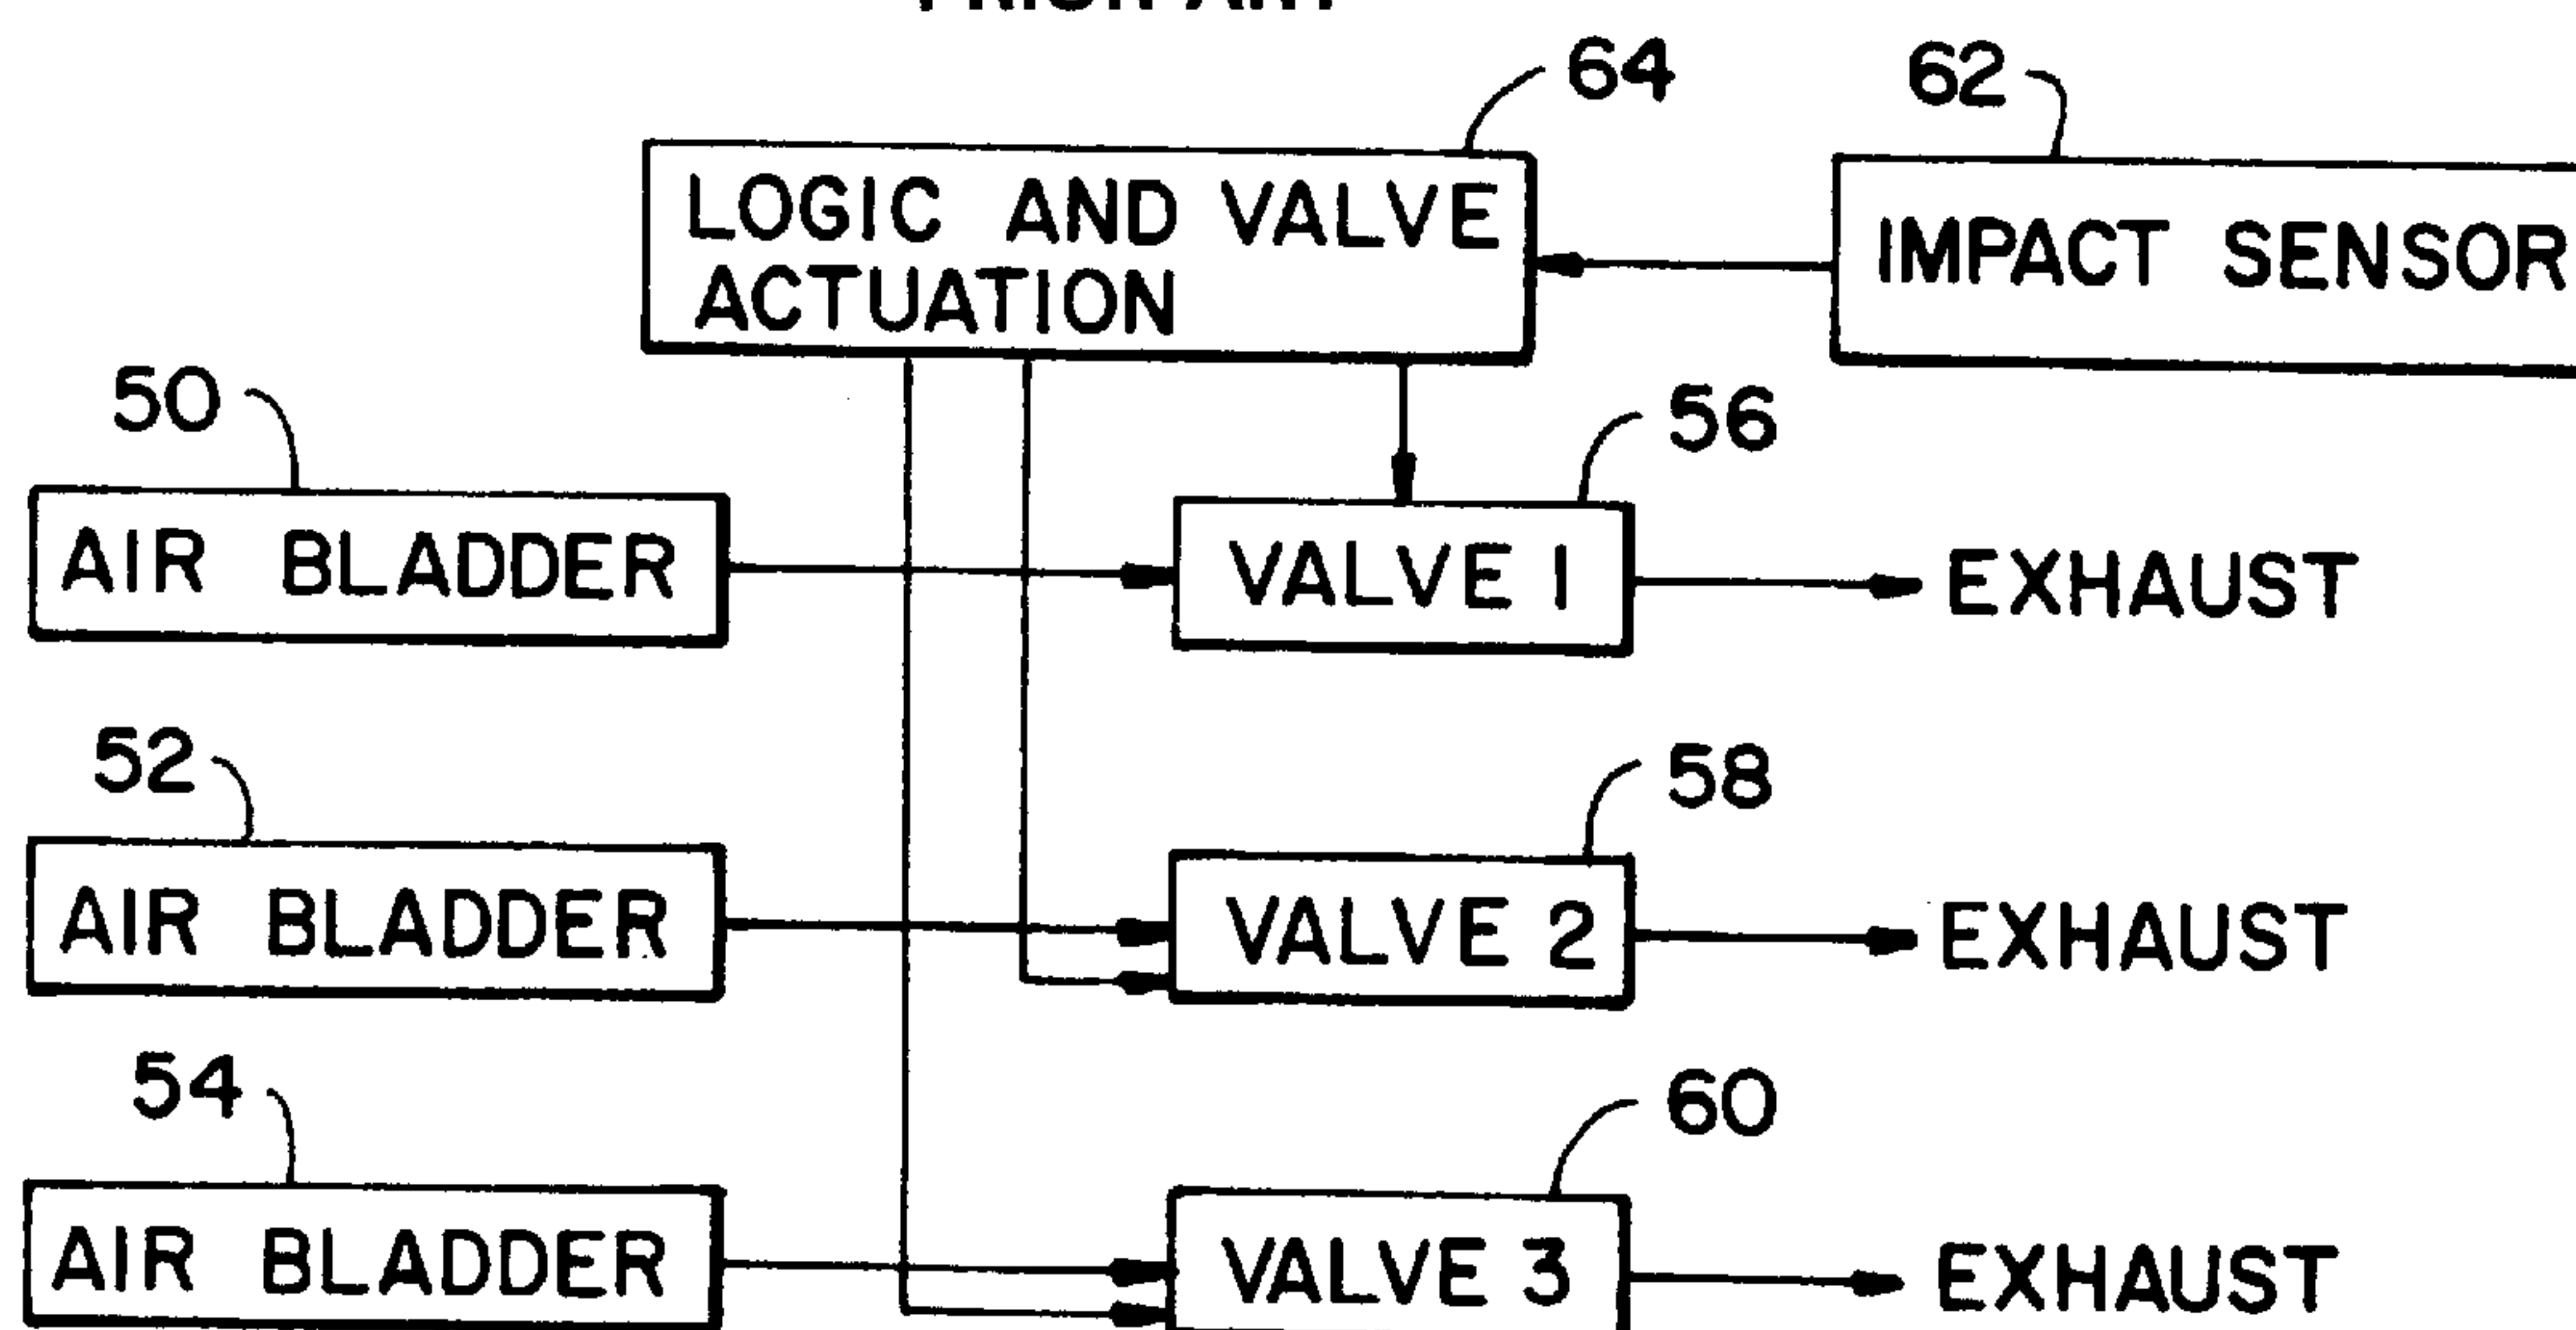 64
62
LOGIC AND VALVE
ACTUATION
IMPACT SENSOR
50
56
AIR BLADDER
VALVE 1
EXHAUST
52
58
AIR BLADDER
VALVE 2
EXHAUST
54
60
AIR BLADDER
VALVE 3
EXHAUST